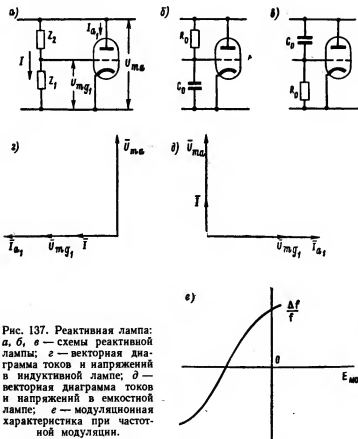 а)
I
Z₂
Z₁
Iа₁
Umg₁
Uma
б)
R₀
C₀
в)
C₀
R₀
г)
Ūma
Īa₁
Ūmg₁
Ī
д)
Ūma
Ī
Ūmg₁
Īa₁
е)
Δf
f
0
Рис. 137. Реактивная лампа:
а, б, в — схемы реактивной
лампы; г — векторная диа-
грамма токов и напряжений
в индуктивной лампе; д —
векторная диаграмма токов
и напряжений в емкостной
лампе; е — модуляционная
характеристика при частот-
ной модуляции.